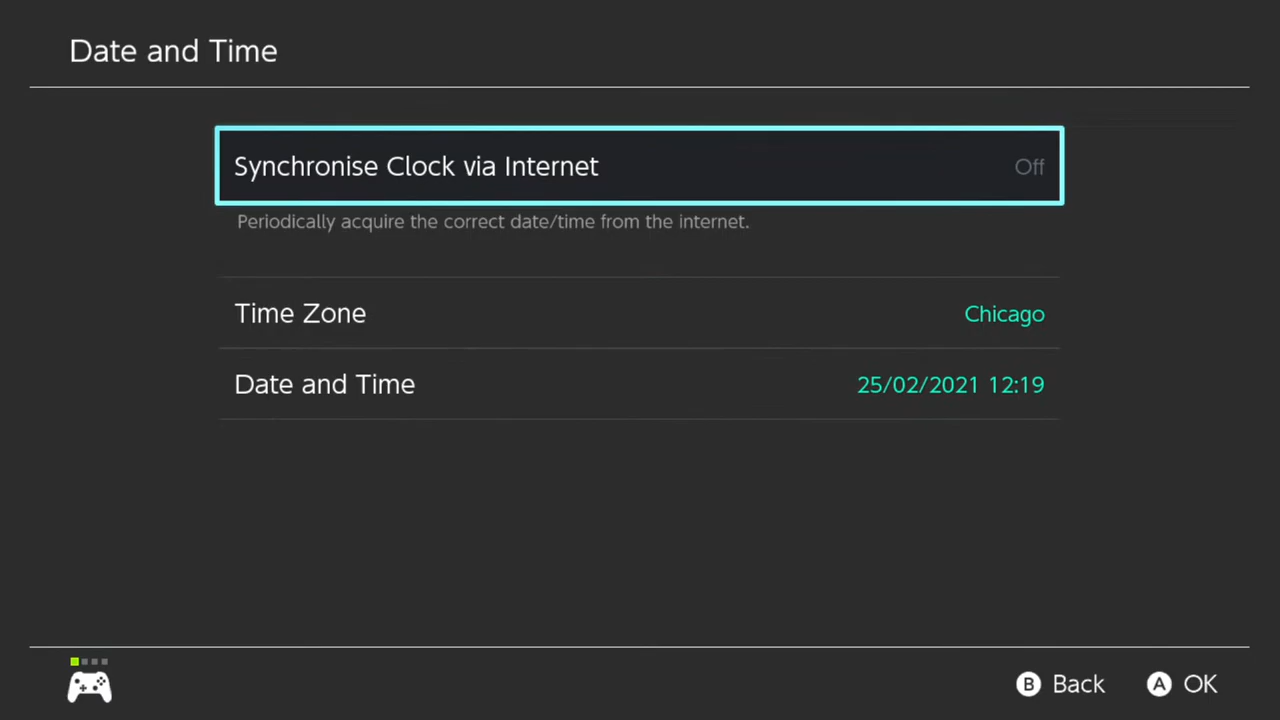 Date and Time
Synchronise Clock via Internet Off
Periodically acquire the correct date/time from the internet.
Time Zone Chicago
Date and Time 25/02/2021 12:19
B Back A OK